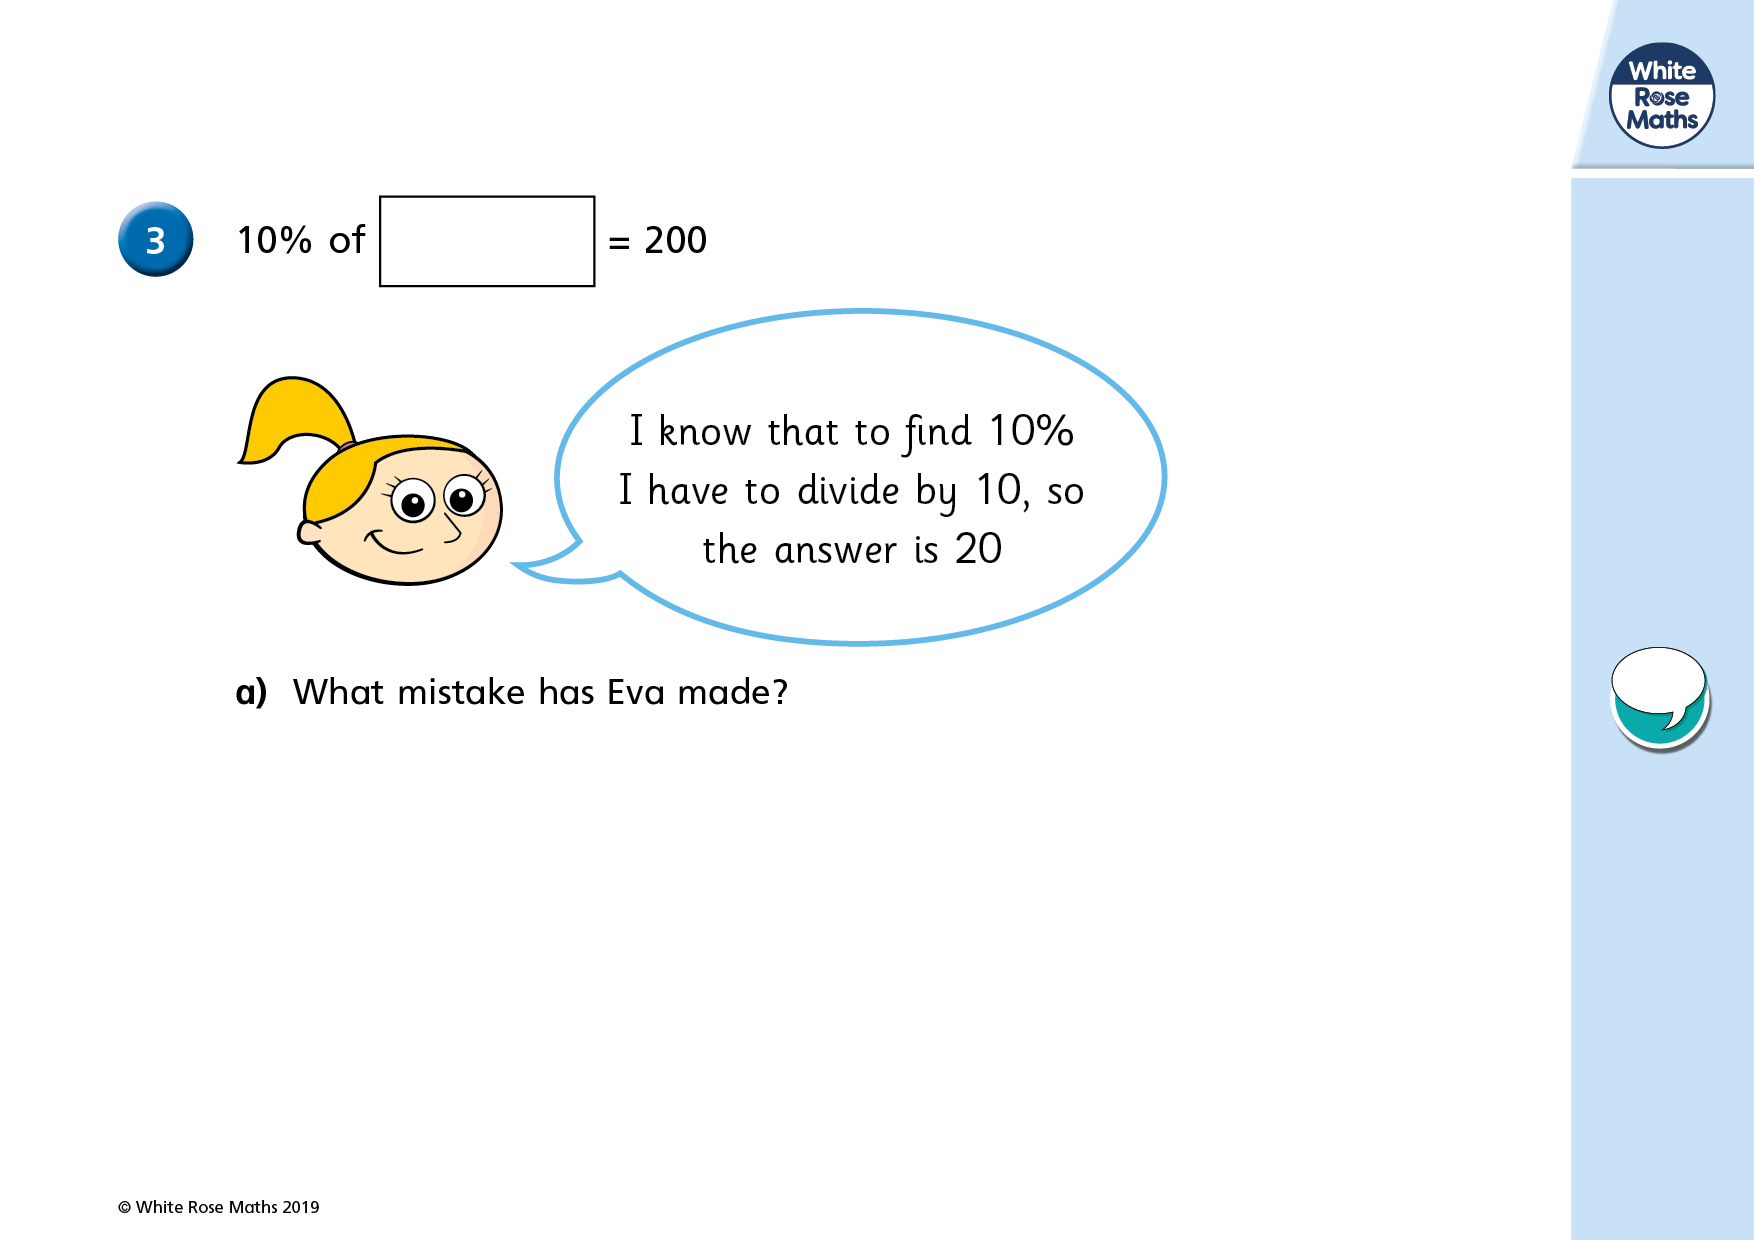 White
Rose
Maths
3 10% of = 200
I know that to find 10%
I have to divide by 10, so
the answer is 20
a) What mistake has Eva made?
© White Rose Maths 2019